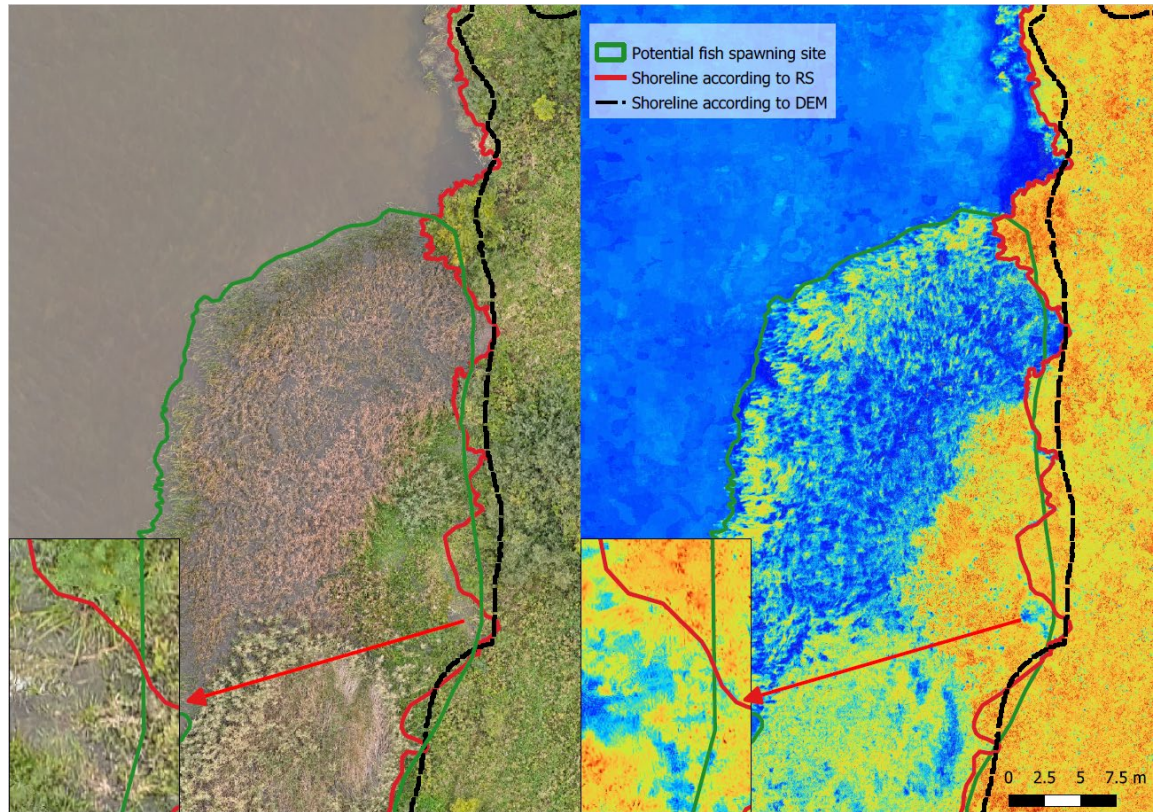 Potential fish spawning site
Shoreline according to RS
Shoreline according to DEM
0 2.5 5 7.5 m